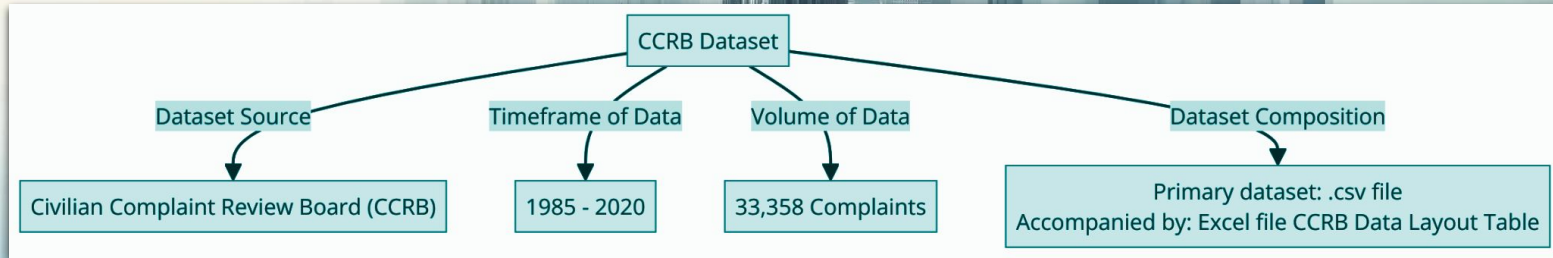 CCRB Dataset
Dataset Source
Timeframe of Data
Volume of Data
Dataset Composition
Civilian Complaint Review Board (CCRB)
1985 - 2020
33,358 Complaints
Primary dataset: .csv file
Accompanied by: Excel file CCRB Data Layout Table